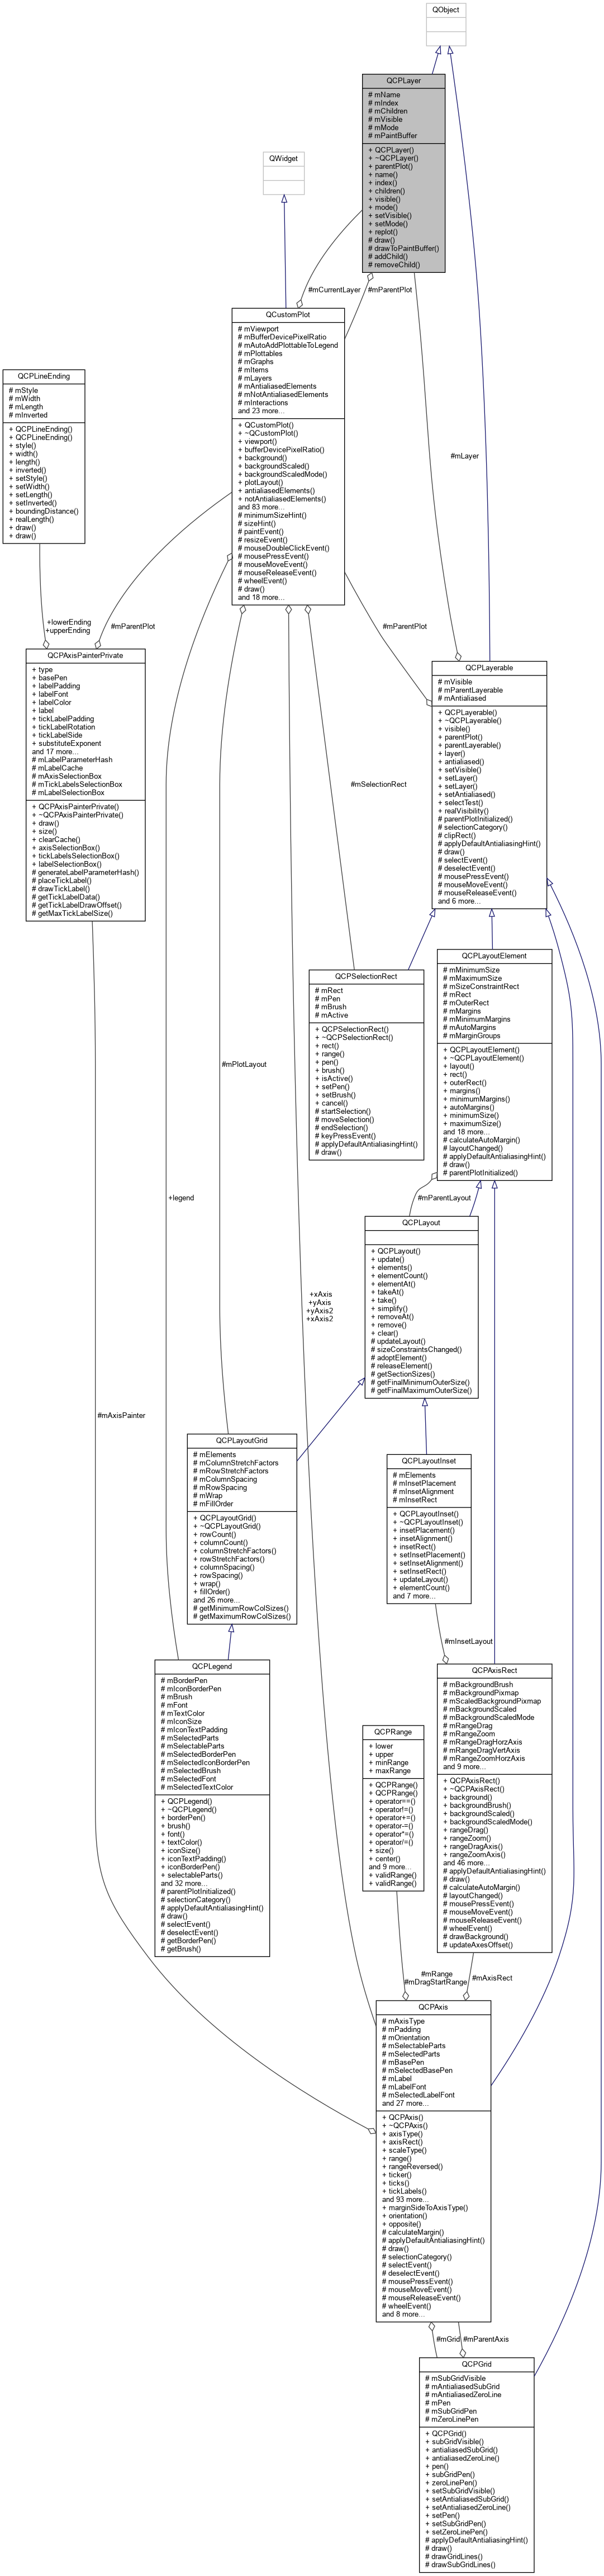 QObject
QCPLayer
# mName
# mIndex
# mChildren
# mVisible
# mMode
# mPaintBuffer
+ QCPLayer()
+ ~QCPLayer()
+ parentPlot()
+ name()
+ index()
+ children()
+ visible()
+ mode()
+ setVisible()
+ setMode()
+ replot()
# draw()
# drawToPaintBuffer()
# addChild()
# removeChild()
QWidget
#mCurrentLayer
#mParentPlot
QCustomPlot
# mViewport
# mBufferDevicePixelRatio
# mAutoAddPlottableToLegend
# mPlottables
# mGraphs
# mItems
# mLayers
# mAntialiasedElements
# mNotAntialiasedElements
# mInteractions
and 23 more...
+ QCustomPlot()
+ ~QCustomPlot()
+ viewport()
+ bufferDevicePixelRatio()
+ background()
+ backgroundScaled()
+ backgroundScaledMode()
+ plotLayout()
+ antialiasedElements()
+ notAntialiasedElements()
and 83 more...
# minimumSizeHint()
# sizeHint()
# paintEvent()
# resizeEvent()
# mouseDoubleClickEvent()
# mousePressEvent()
# mouseMoveEvent()
# mouseReleaseEvent()
# wheelEvent()
# draw()
and 18 more...
QCPLineEnding
# mStyle
# mWidth
# mLength
# mInverted
+ QCPLineEnding()
+ QCPLineEnding()
+ style()
+ width()
+ length()
+ inverted()
+ setStyle()
+ setWidth()
+ setLength()
+ setInverted()
+ boundingDistance()
+ realLength()
+ draw()
+ draw()
#mLayer
+lowerEnding
+upperEnding
#mParentPlot
#mParentPlot
QCPAxisPainterPrivate
+ type
+ basePen
+ labelPadding
+ labelFont
+ labelColor
+ label
+ tickLabelPadding
+ tickLabelRotation
+ tickLabelSide
+ substituteExponent
and 17 more...
# mLabelParameterHash
# mLabelCache
# mAxisSelectionBox
# mTickLabelsSelectionBox
# mLabelSelectionBox
+ QCPAxisPainterPrivate()
+ ~QCPAxisPainterPrivate()
+ draw()
+ size()
+ clearCache()
+ axisSelectionBox()
+ tickLabelsSelectionBox()
+ labelSelectionBox()
# generateLabelParameterHash()
# placeTickLabel()
# drawTickLabel()
# getTickLabelData()
# getTickLabelDrawOffset()
# getMaxTickLabelSize()
QCPLayerable
# mVisible
# mParentLayerable
# mAntialiased
+ QCPLayerable()
+ ~QCPLayerable()
+ visible()
+ parentPlot()
+ parentLayerable()
+ layer()
+ antialiased()
+ setVisible()
+ setLayer()
+ setLayer()
+ setAntialiased()
+ selectTest()
+ realVisibility()
# parentPlotInitialized()
# selectionCategory()
# clipRect()
# applyDefaultAntialiasingHint()
# draw()
# selectEvent()
# deselectEvent()
# mousePressEvent()
# mouseMoveEvent()
# mouseReleaseEvent()
and 6 more...
#mSelectionRect
QCPSelectionRect
# mRect
# mPen
# mBrush
# mActive
+ QCPSelectionRect()
+ ~QCPSelectionRect()
+ rect()
+ range()
+ pen()
+ brush()
+ isActive()
+ setPen()
+ setBrush()
+ cancel()
# startSelection()
# moveSelection()
# endSelection()
# keyPressEvent()
# applyDefaultAntialiasingHint()
# draw()
QCPLayoutElement
# mMinimumSize
# mMaximumSize
# mSizeConstraintRect
# mRect
# mOuterRect
# mMargins
# mMinimumMargins
# mAutoMargins
# mMarginGroups
+ QCPLayoutElement()
+ ~QCPLayoutElement()
+ layout()
+ rect()
+ outerRect()
+ margins()
+ minimumMargins()
+ autoMargins()
+ minimumSize()
+ maximumSize()
and 18 more...
# calculateAutoMargin()
# layoutChanged()
# applyDefaultAntialiasingHint()
# draw()
# parentPlotInitialized()
#mPlotLayout
+legend
#mParentLayout
QCPLayout
+ QCPLayout()
+ update()
+ elements()
+ elementCount()
+ elementAt()
+ takeAt()
+ take()
+ simplify()
+ removeAt()
+ remove()
+ clear()
# updateLayout()
# sizeConstraintsChanged()
# adoptElement()
# releaseElement()
# getSectionSizes()
# getFinalMinimumOuterSize()
# getFinalMaximumOuterSize()
+xAxis
+yAxis
+yAxis2
+xAxis2
#mAxisPainter
QCPLayoutGrid
# mElements
# mColumnStretchFactors
# mRowStretchFactors
# mColumnSpacing
# mRowSpacing
# mWrap
# mFillOrder
+ QCPLayoutGrid()
+ ~QCPLayoutGrid()
+ rowCount()
+ columnCount()
+ columnStretchFactors()
+ rowStretchFactors()
+ columnSpacing()
+ rowSpacing()
+ wrap()
+ fillOrder()
and 26 more...
# getMinimumRowColSizes()
# getMaximumRowColSizes()
QCPLayoutInset
# mElements
# mInsetPlacement
# mInsetAlignment
# mInsetRect
+ QCPLayoutInset()
+ ~QCPLayoutInset()
+ insetPlacement()
+ insetAlignment()
+ insetRect()
+ setInsetPlacement()
+ setInsetAlignment()
+ setInsetRect()
+ updateLayout()
+ elementCount()
and 7 more...
#mInsetLayout
QCPLegend
# mBorderPen
# mIconBorderPen
# mBrush
# mFont
# mTextColor
# mIconSize
# mIconTextPadding
# mSelectedParts
# mSelectableParts
# mSelectedBorderPen
# mSelectedIconBorderPen
# mSelectedBrush
# mSelectedFont
# mSelectedTextColor
+ QCPLegend()
+ ~QCPLegend()
+ borderPen()
+ brush()
+ font()
+ textColor()
+ iconSize()
+ iconTextPadding()
+ iconBorderPen()
+ selectableParts()
and 32 more...
# parentPlotInitialized()
# selectionCategory()
# applyDefaultAntialiasingHint()
# draw()
# selectEvent()
# deselectEvent()
# getBorderPen()
# getBrush()
QCPAxisRect
# mBackgroundBrush
# mBackgroundPixmap
# mScaledBackgroundPixmap
# mBackgroundScaled
# mBackgroundScaledMode
# mRangeDrag
# mRangeZoom
# mRangeDragHorzAxis
# mRangeDragVertAxis
# mRangeZoomHorzAxis
and 9 more...
+ QCPAxisRect()
+ ~QCPAxisRect()
+ background()
+ backgroundBrush()
+ backgroundScaled()
+ backgroundScaledMode()
+ rangeDrag()
+ rangeZoom()
+ rangeDragAxis()
+ rangeZoomAxis()
and 46 more...
# applyDefaultAntialiasingHint()
# draw()
# calculateAutoMargin()
# layoutChanged()
# mousePressEvent()
# mouseMoveEvent()
# mouseReleaseEvent()
# wheelEvent()
# drawBackground()
# updateAxesOffset()
QCPRange
+ lower
+ upper
+ minRange
+ maxRange
+ QCPRange()
+ QCPRange()
+ operator==()
+ operator!=()
+ operator+=()
+ operator-=()
+ operator*=()
+ operator/=()
+ size()
+ center()
and 9 more...
+ validRange()
+ validRange()
#mRange
#mDragStartRange
#mAxisRect
QCPAxis
# mAxisType
# mPadding
# mOrientation
# mSelectableParts
# mSelectedParts
# mBasePen
# mSelectedBasePen
# mLabel
# mLabelFont
# mSelectedLabelFont
and 27 more...
+ QCPAxis()
+ ~QCPAxis()
+ axisType()
+ axisRect()
+ scaleType()
+ range()
+ rangeReversed()
+ ticker()
+ ticks()
+ tickLabels()
and 93 more...
+ marginSideToAxisType()
+ orientation()
+ opposite()
# calculateMargin()
# applyDefaultAntialiasingHint()
# draw()
# selectionCategory()
# selectEvent()
# deselectEvent()
# mousePressEvent()
# mouseMoveEvent()
# mouseReleaseEvent()
# wheelEvent()
and 8 more...
#mGrid
#mParentAxis
QCPGrid
# mSubGridVisible
# mAntialiasedSubGrid
# mAntialiasedZeroLine
# mPen
# mSubGridPen
# mZeroLinePen
+ QCPGrid()
+ subGridVisible()
+ antialiasedSubGrid()
+ antialiasedZeroLine()
+ pen()
+ subGridPen()
+ zeroLinePen()
+ setSubGridVisible()
+ setAntialiasedSubGrid()
+ setAntialiasedZeroLine()
+ setPen()
+ setSubGridPen()
+ setZeroLinePen()
# applyDefaultAntialiasingHint()
# draw()
# drawGridLines()
# drawSubGridLines()